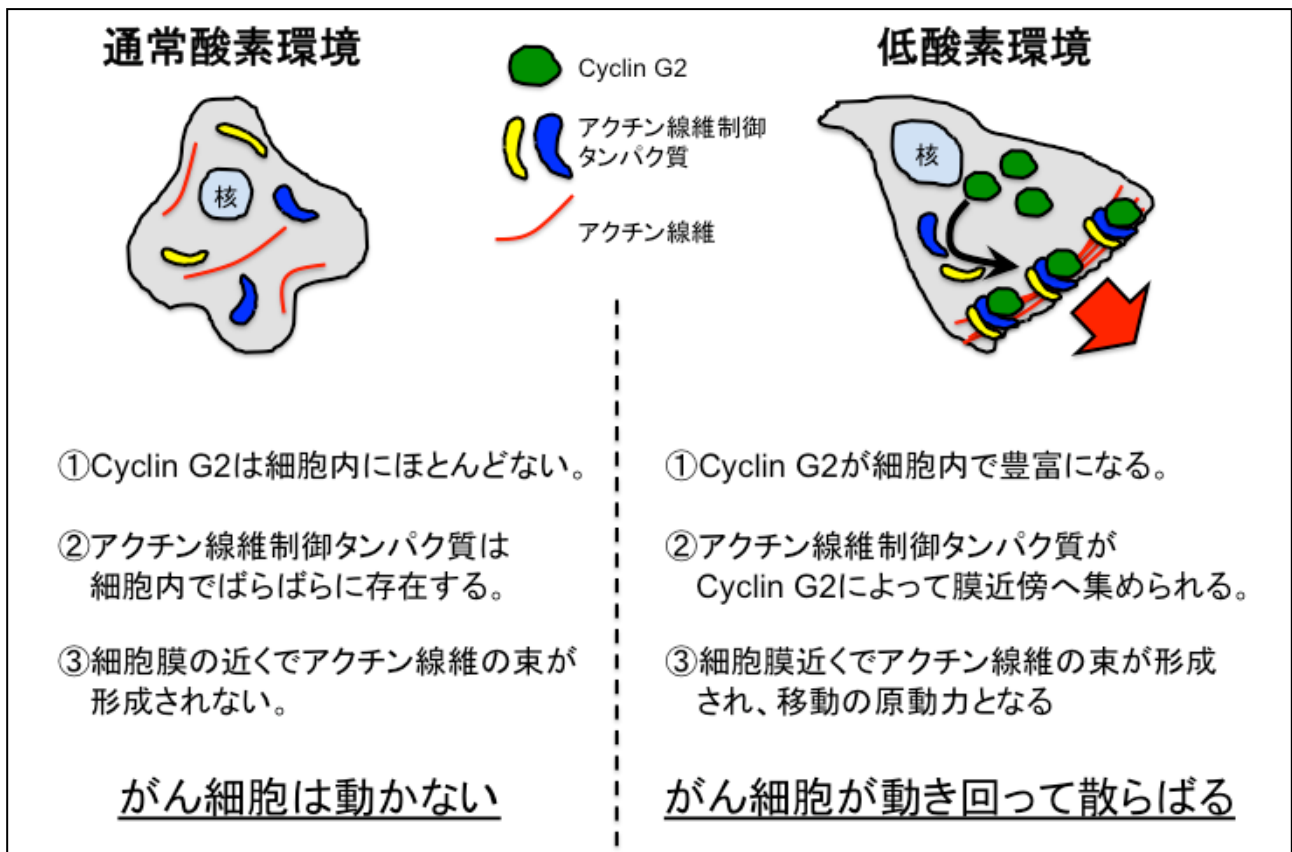 通常酸素環境
低酸素環境
Cyclin G2
アクチン線維制御
タンパク質
アクチン線維
核
核
①Cyclin G2は細胞内にほとんどない。
②アクチン線維制御タンパク質は
細胞内でばらばらに存在する。
③細胞膜の近くでアクチン線維の束が
形成されない。
がん細胞は動かない
①Cyclin G2が細胞内で豊富になる。
②アクチン線維制御タンパク質が
Cyclin G2によって膜近傍へ集められる。
③細胞膜近くでアクチン線維の束が形成
され、移動の原動力となる
がん細胞が動き回って散らばる